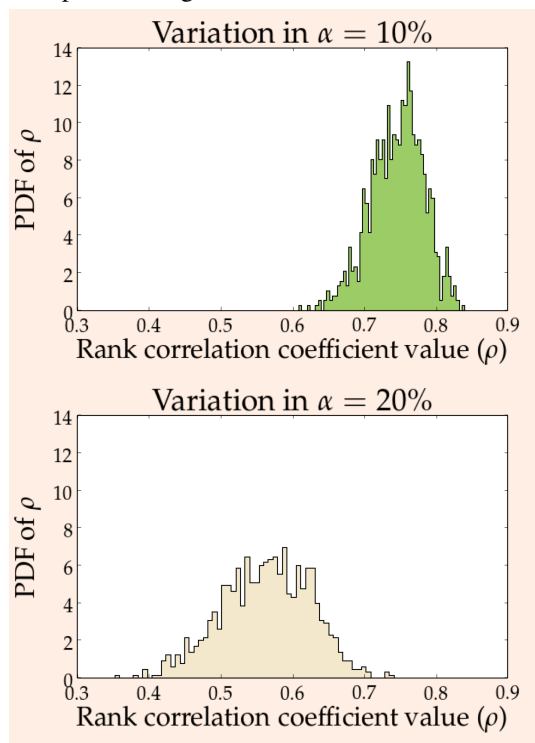 Variation in α = 10%
PDF of ρ
14
12
10
8
6
4
2
0
0.3 0.4 0.5 0.6 0.7 0.8 0.9
Rank correlation coefficient value (ρ)
Variation in α = 20%
PDF of ρ
14
12
10
8
6
4
2
0
0.3 0.4 0.5 0.6 0.7 0.8 0.9
Rank correlation coefficient value (ρ)